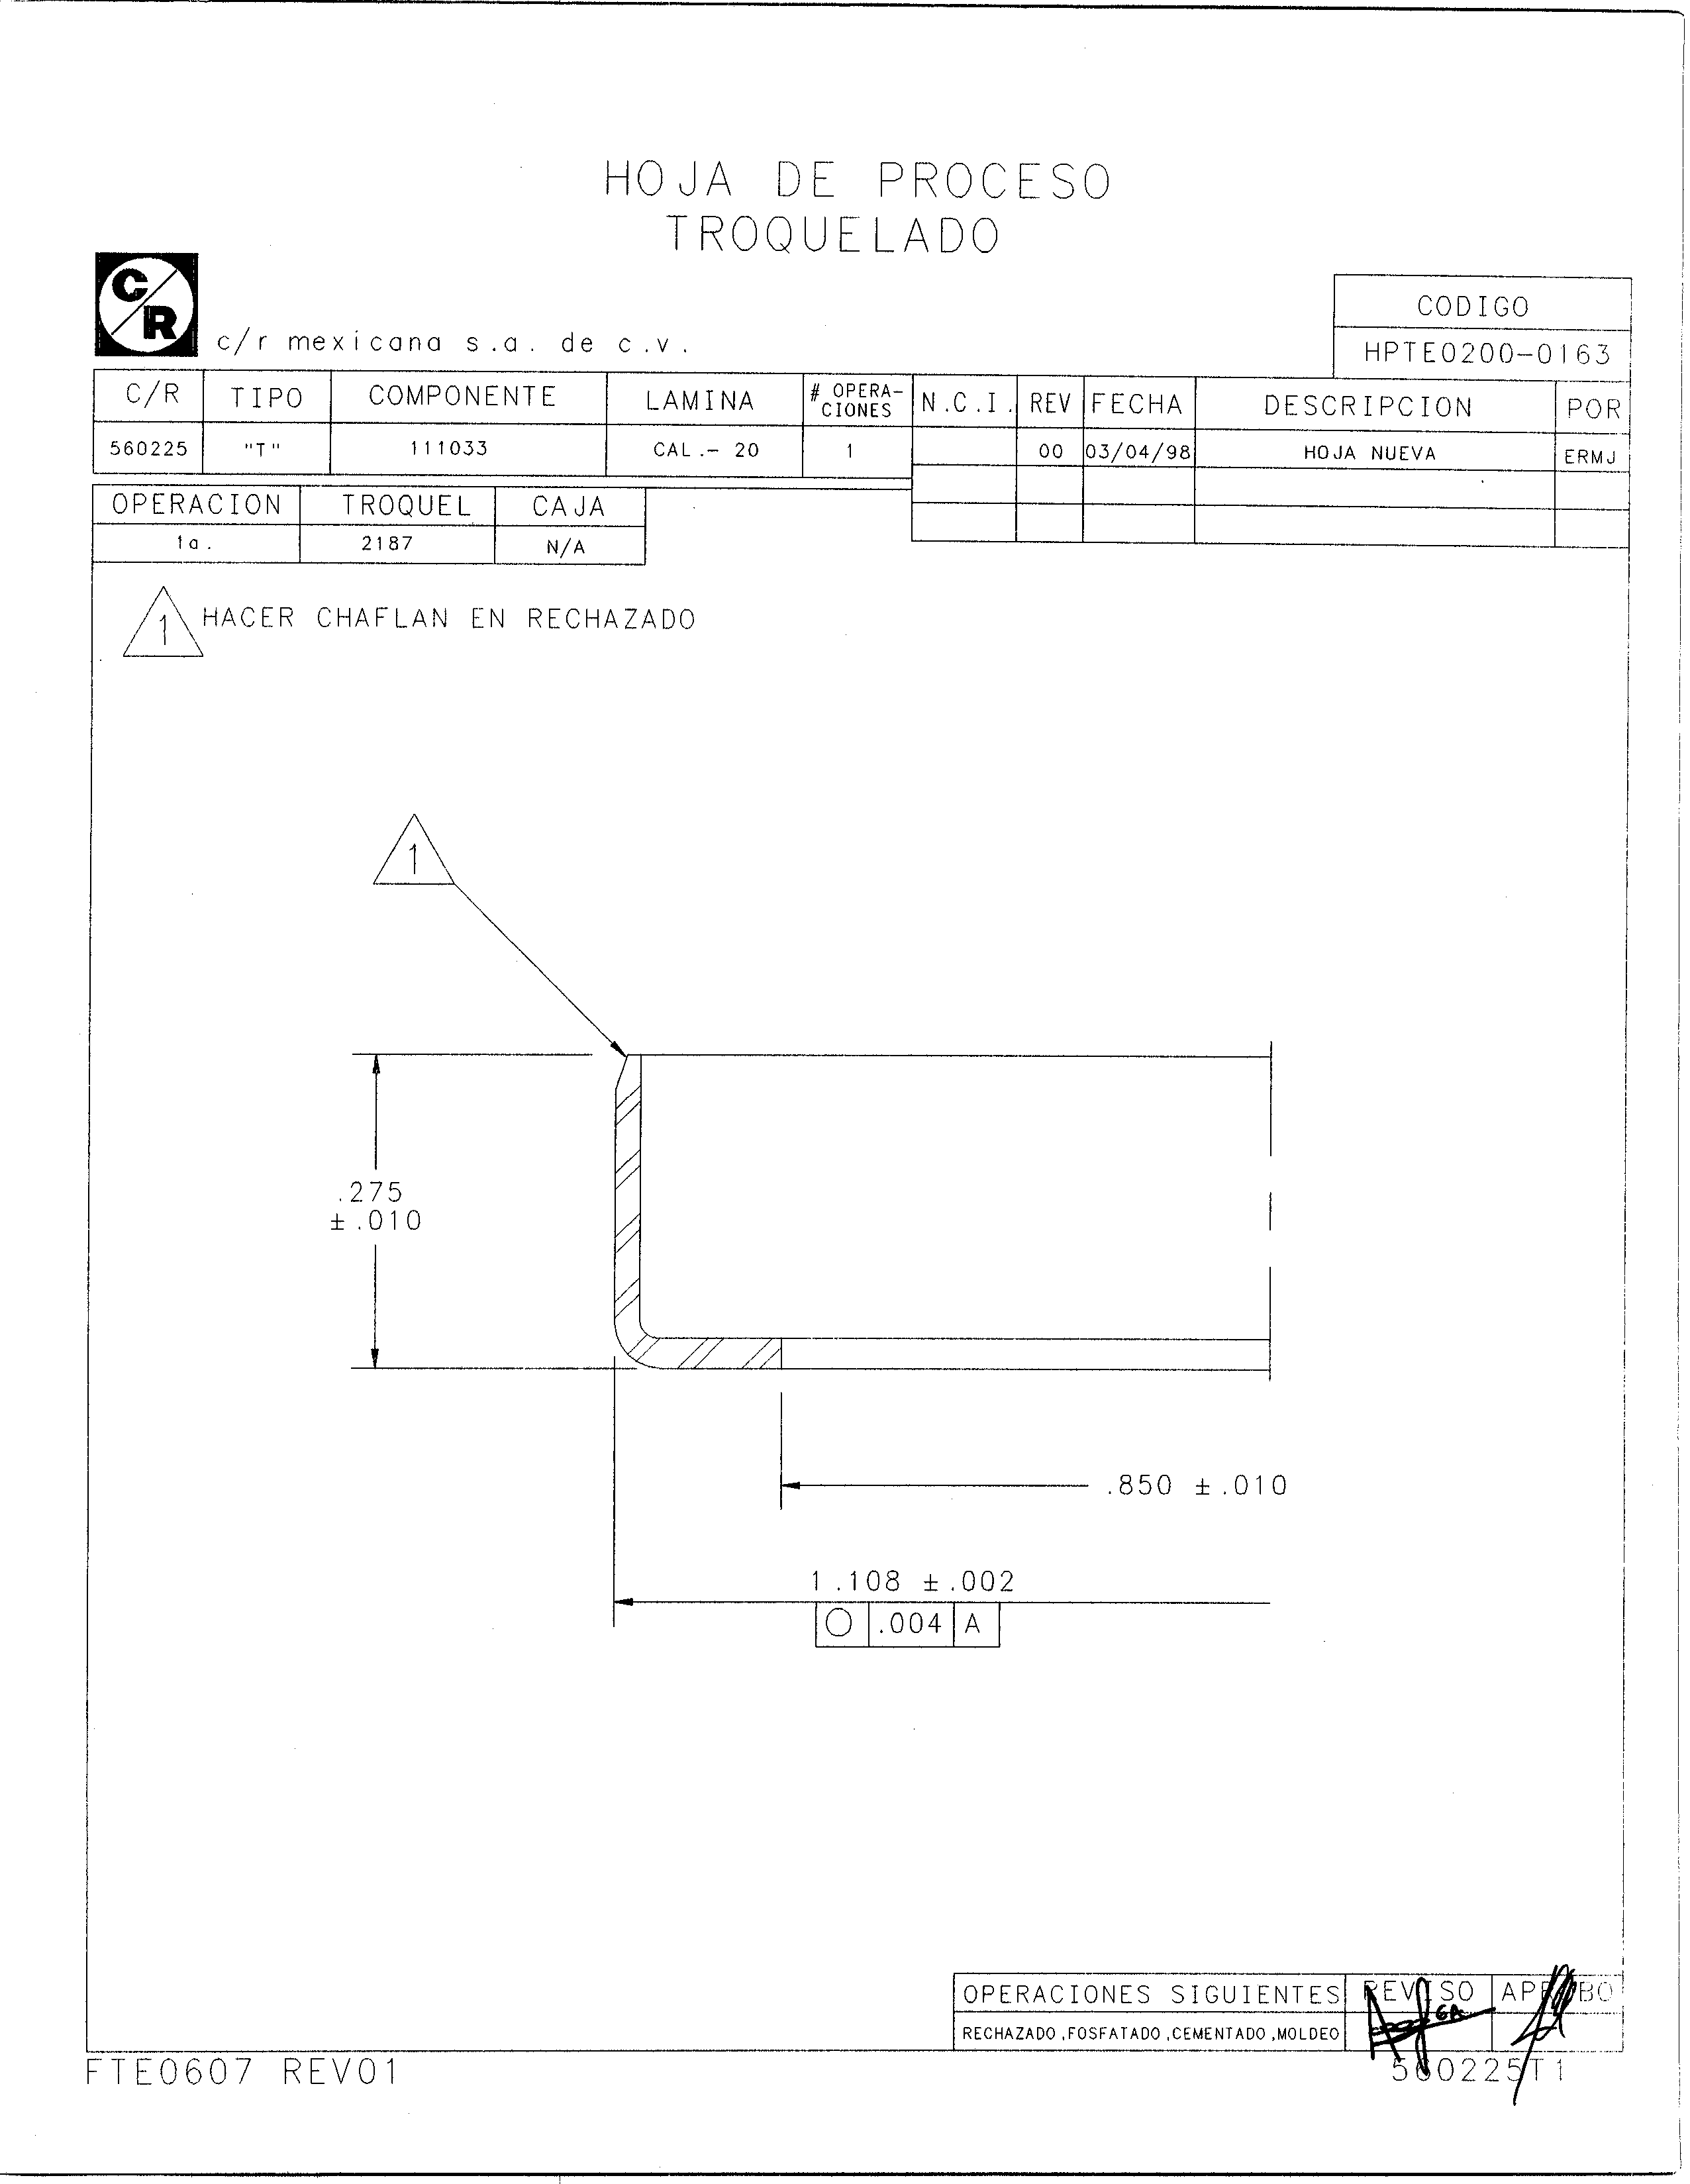 HOJA DE PROCESO
TROQUELADO
C/R
c/r mexicana s.a. de c.v.
CODIGO
HPTE0200-0163
C/R TIPO COMPONENTE LAMINA # OPERA-CIONES N.C.I. REV FECHA DESCRIPCION POR
560225 "T" 111033 CAL.- 20 1 00 03/04/98 HOJA NUEVA ERMJ
OPERACION TROQUEL CAJA
1a. 2187 N/A
1 HACER CHAFLAN EN RECHAZADO
1
.275
±.010
.850 ±.010
1.108 ±.002
.004 A
OPERACIONES SIGUIENTES REVISO APROBO
RECHAZADO,FOSFATADO,CEMENTADO,MOLDEO
FTE0607 REV01
560225T1